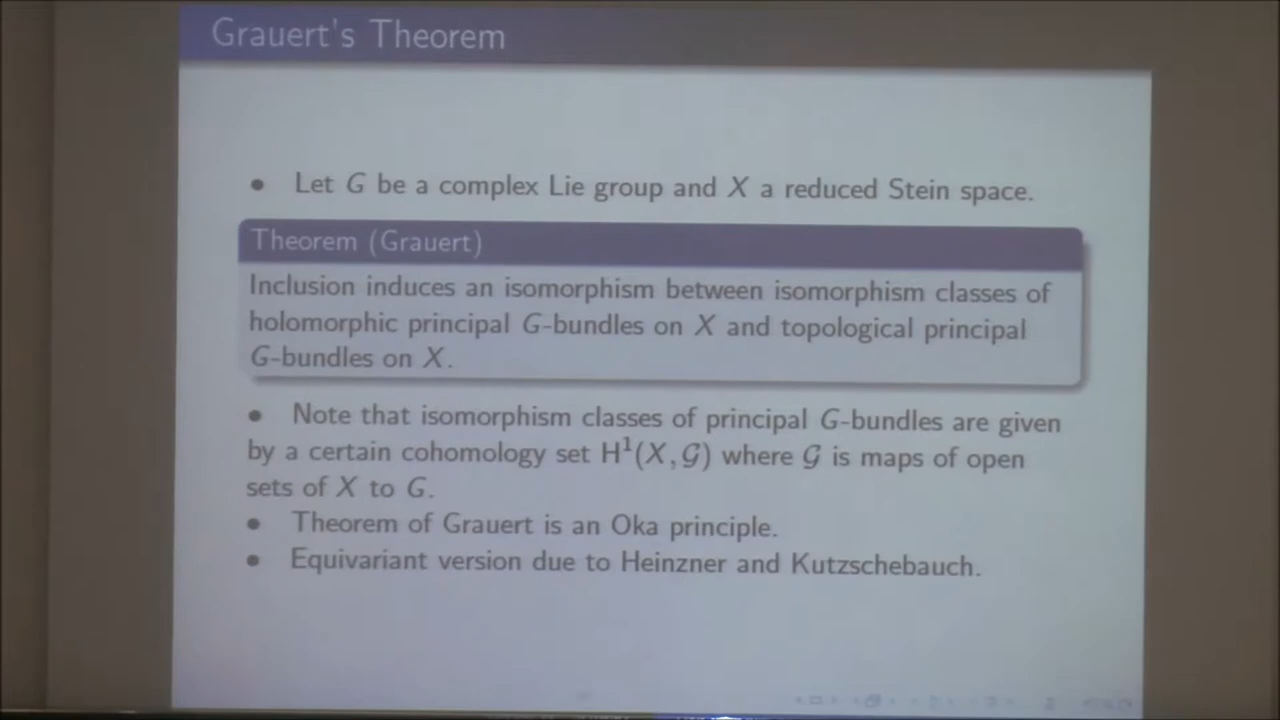 Grauert's Theorem
• Let G be a complex Lie group and X a reduced Stein space.
Theorem (Grauert)
Inclusion induces an isomorphism between isomorphism classes of
holomorphic principal G-bundles on X and topological principal
G-bundles on X.
• Note that isomorphism classes of principal G-bundles are given
by a certain cohomology set H¹(X, 𝒢) where 𝒢 is maps of open
sets of X to G.
• Theorem of Grauert is an Oka principle.
• Equivariant version due to Heinzner and Kutzschebauch.